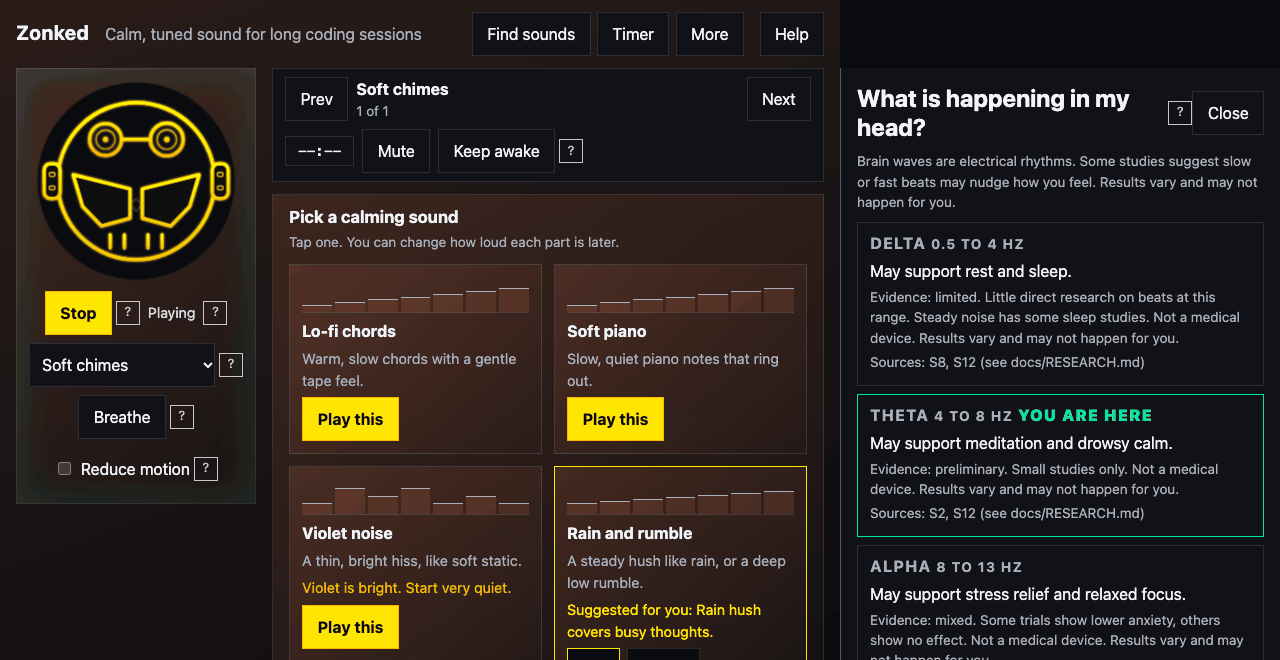 Zonked Calm, tuned sound for long coding sessions
Find sounds Timer More Help
Stop ? Playing ?
Soft chimes ?
Breathe ?
Reduce motion ?
Prev
Soft chimes
1 of 1
Next
--:-- Mute Keep awake ?
Pick a calming sound
Tap one. You can change how loud each part is later.
Lo-fi chords
Warm, slow chords with a gentle
tape feel.
Play this
Soft piano
Slow, quiet piano notes that ring
out.
Play this
Violet noise
A thin, bright hiss, like soft static.
Violet is bright. Start very quiet.
Play this
Rain and rumble
A steady hush like rain, or a deep
low rumble.
Suggested for you: Rain hush
covers busy thoughts.
What is happening in my
head?
? Close
Brain waves are electrical rhythms. Some studies suggest slow
or fast beats may nudge how you feel. Results vary and may not
happen for you.
DELTA 0.5 TO 4 HZ
May support rest and sleep.
Evidence: limited. Little direct research on beats at this
range. Steady noise has some sleep studies. Not a medical
device. Results vary and may not happen for you.
Sources: S8, S12 (see docs/RESEARCH.md)
THETA 4 TO 8 HZ YOU ARE HERE
May support meditation and drowsy calm.
Evidence: preliminary. Small studies only. Not a medical
device. Results vary and may not happen for you.
Sources: S2, S12 (see docs/RESEARCH.md)
ALPHA 8 TO 13 HZ
May support stress relief and relaxed focus.
Evidence: mixed. Some trials show lower anxiety, others
show no effect. Not a medical device. Results vary and may
not happen for you.